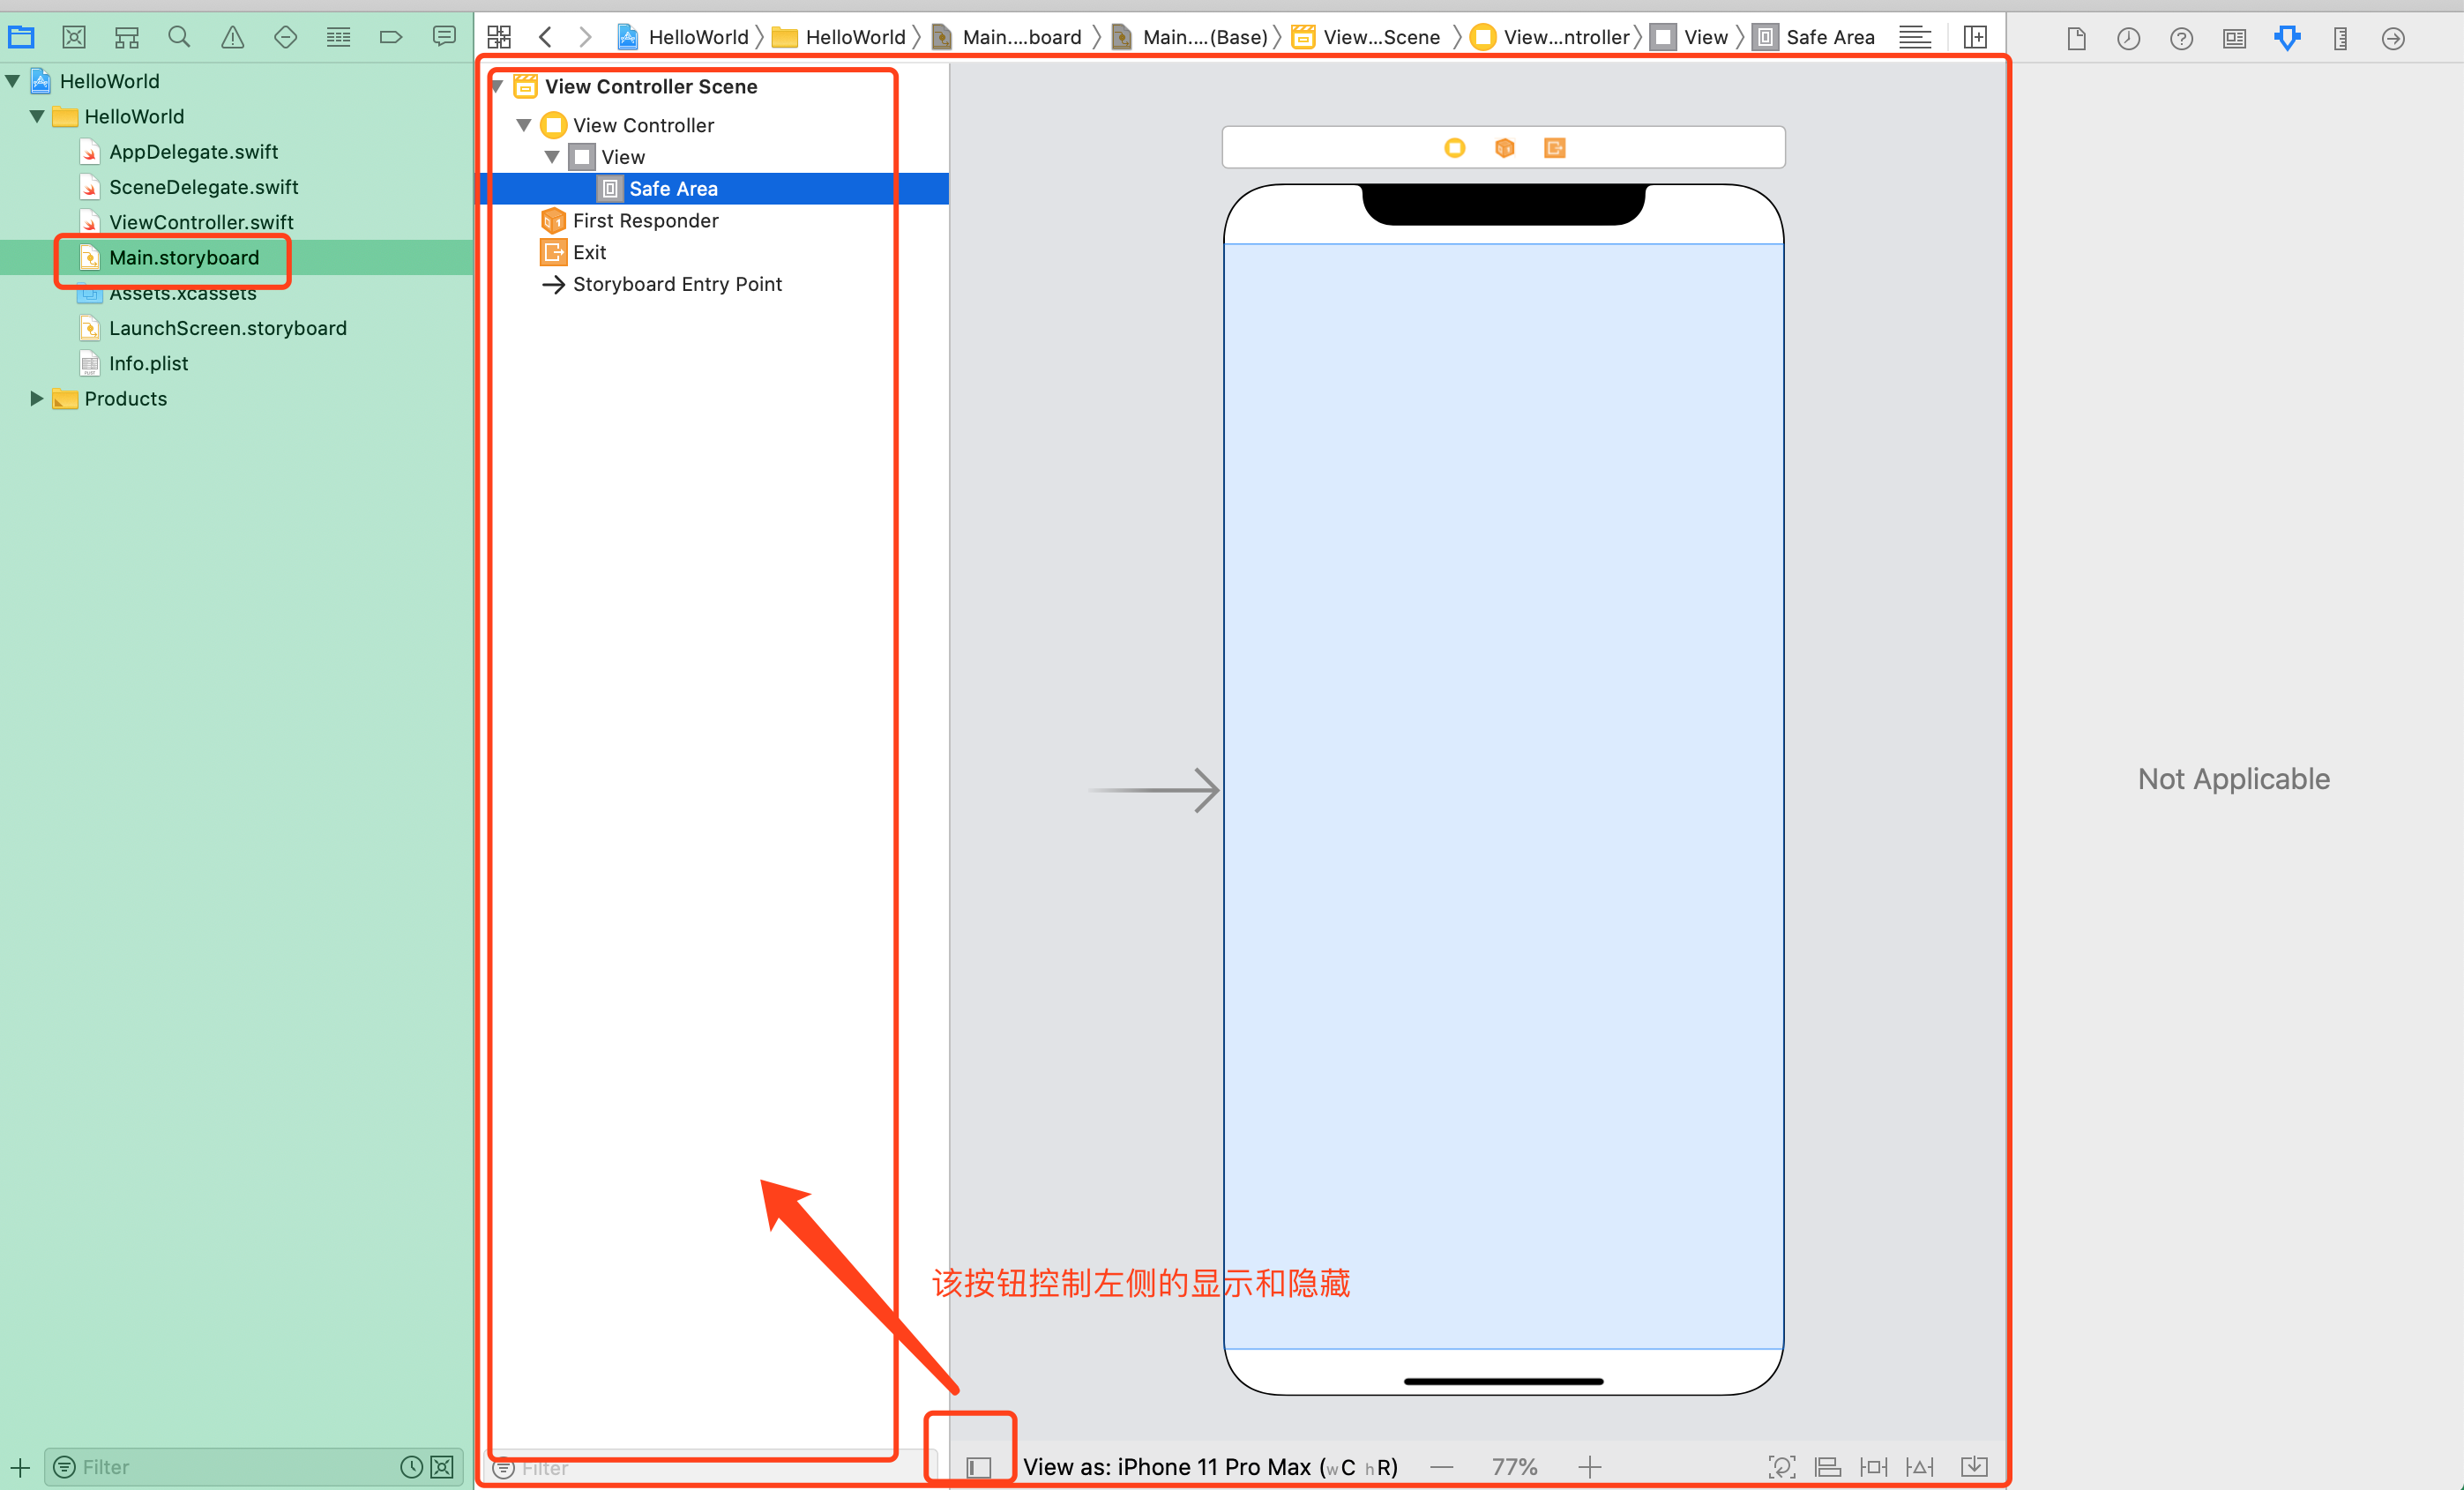 HelloWorld
HelloWorld
AppDelegate.swift
SceneDelegate.swift
ViewController.swift
Main.storyboard
Assets.xcassets
LaunchScreen.storyboard
Info.plist
Products
Filter
HelloWorld HelloWorld Main....board Main....(Base) View...Scene View...ntroller View Safe Area
View Controller Scene
View Controller
View
Safe Area
First Responder
Exit
Storyboard Entry Point
该按钮控制左侧的显示和隐藏
Filter
View as: iPhone 11 Pro Max (wC hR) 77%
Not Applicable